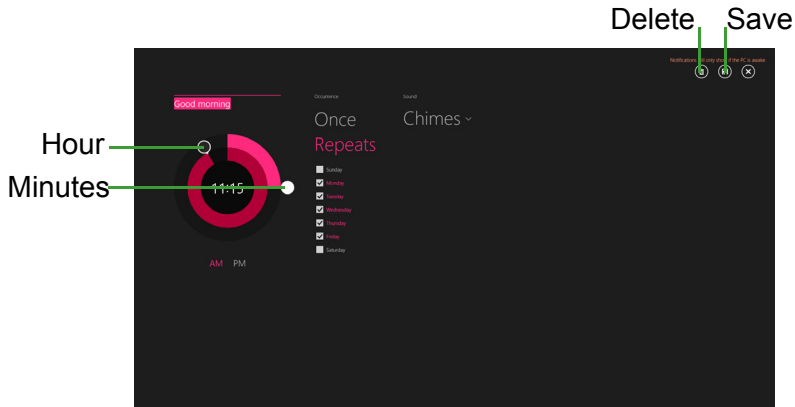 Delete Save
Notifications will only show if the PC is awake.
Good morning
Occurrence
Sound
Once
Chimes
Repeats
Hour
Minutes
11:15
Sunday
Monday
Tuesday
Wednesday
Thursday
Friday
Saturday
AM PM